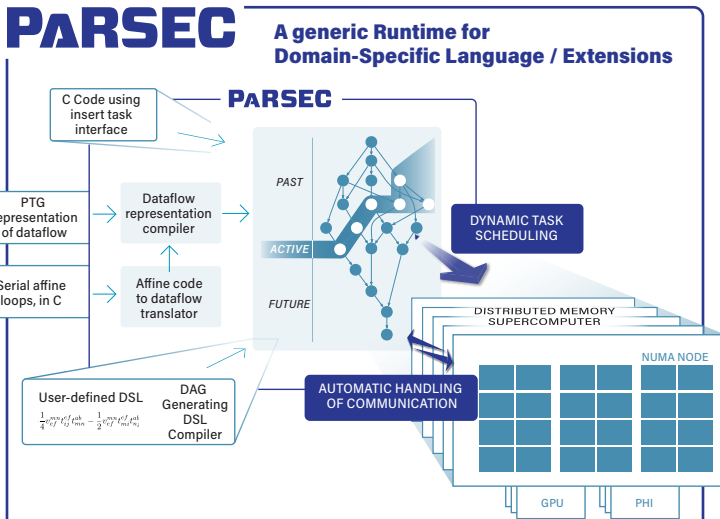 PaRSEC
A generic Runtime for
Domain-Specific Language / Extensions
C Code using
insert task
interface
PaRSEC
PTG
epresentation
of dataflow
Dataflow
representation
compiler
Serial affine
loops, in C
Affine code
to dataflow
translator
PAST
ACTIVE
FUTURE
DYNAMIC TASK
SCHEDULING
DISTRIBUTED MEMORY
SUPERCOMPUTER
NUMA NODE
AUTOMATIC HANDLING
OF COMMUNICATION
User-defined DSL
DAG
Generating
DSL
Compiler
GPU
PHI